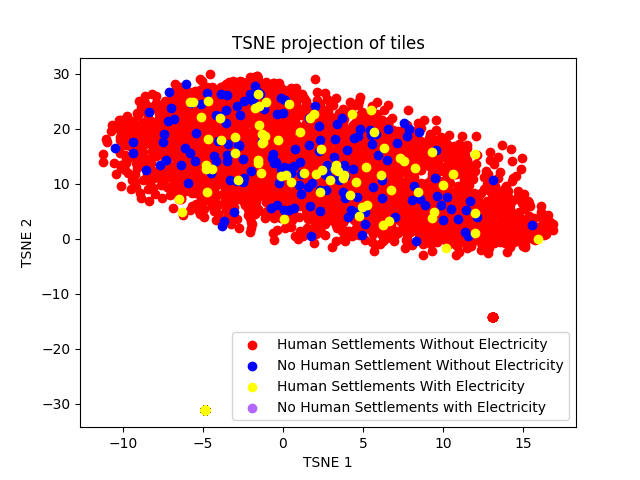 TSNE projection of tiles
30
20
10
0
−10
−20
−30
TSNE 2
Human Settlements Without Electricity
No Human Settlement Without Electricity
Human Settlements With Electricity
No Human Settlements with Electricity
−10 −5 0 5 10 15
TSNE 1